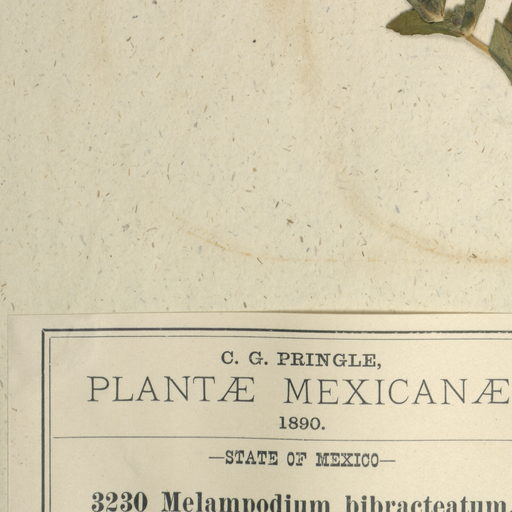 C. G. PRINGLE,
PLANTÆ MEXICANÆ
1890.
—STATE OF MEXICO—
3230 Melampodium bibracteatum,